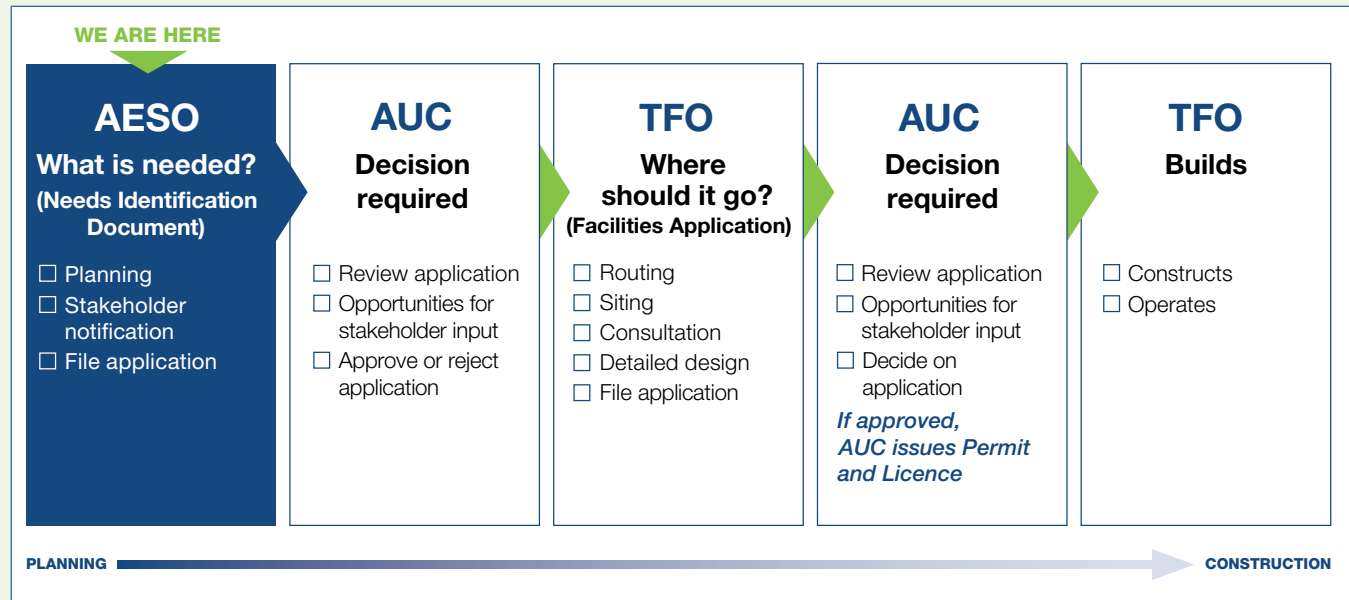 WE ARE HERE
AESO
What is needed?
(Needs Identification
Document)
☐ Planning
☐ Stakeholder
notification
☐ File application
AUC
Decision
required
☐ Review application
☐ Opportunities for
stakeholder input
☐ Approve or reject
application
TFO
Where
should it go?
(Facilities Application)
☐ Routing
☐ Siting
☐ Consultation
☐ Detailed design
☐ File application
AUC
Decision
required
☐ Review application
☐ Opportunities for
stakeholder input
☐ Decide on
application
If approved,
AUC issues Permit
and Licence
TFO
Builds
☐ Constructs
☐ Operates
PLANNING
CONSTRUCTION